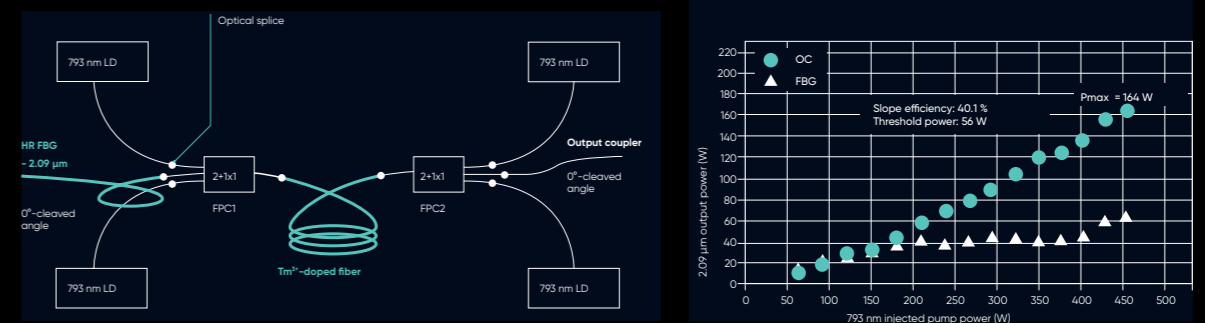 Optical splice
793 nm LD
793 nm LD
HR FBG
- 2.09 µm
2+1x1
FPC1
0°-cleaved
angle
793 nm LD
Tm³⁺-doped fiber
2+1x1
FPC2
Output coupler
0°-cleaved
angle
793 nm LD
2.09 µm output power (W)
220
200
180
160
140
120
100
80
60
40
20
0
OC
FBG
Slope efficiency: 40.1 %
Threshold power: 56 W
Pmax = 164 W
0 50 100 150 200 250 300 350 400 450 500
793 nm injected pump power (W)